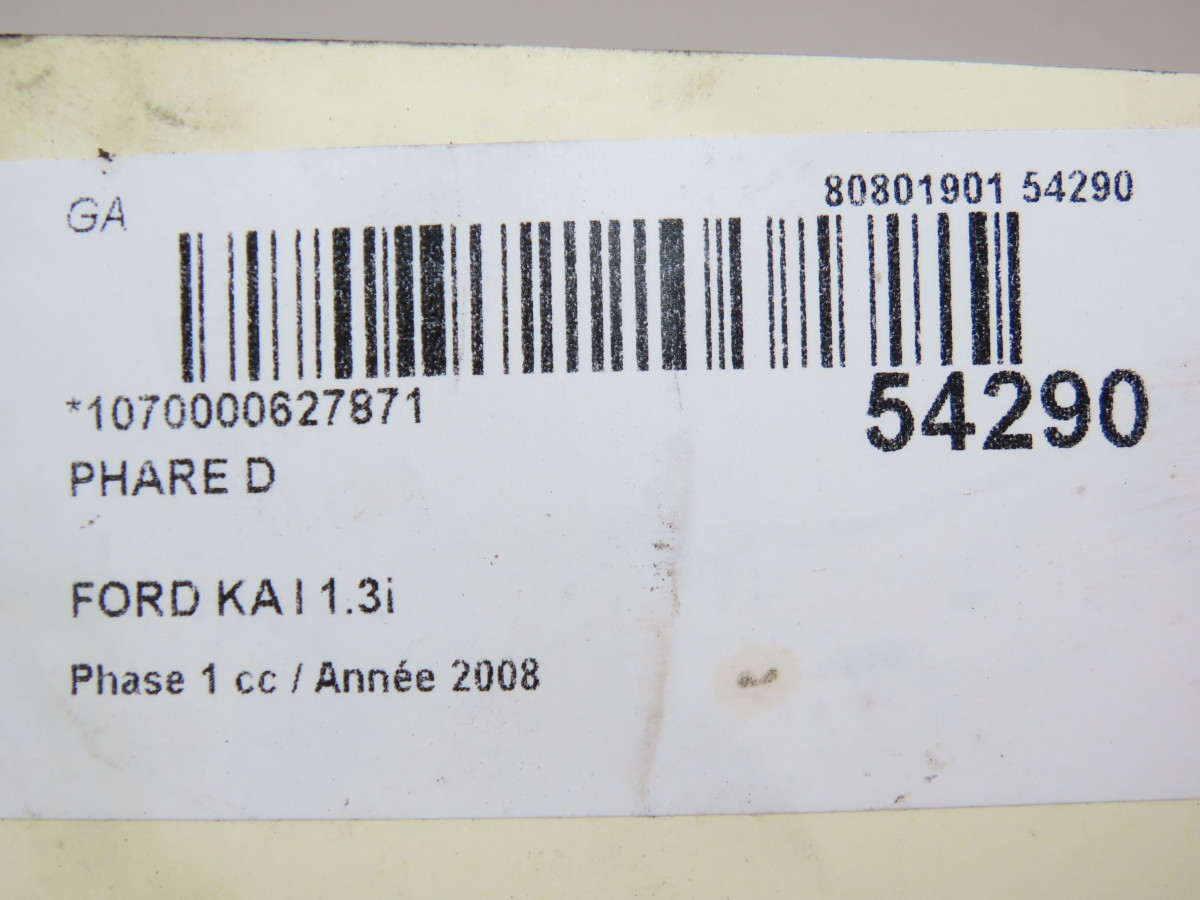 GA
80801901 54290
*1070000627871
54290
PHARE D
FORD KA I 1.3i
Phase 1 cc / Année 2008